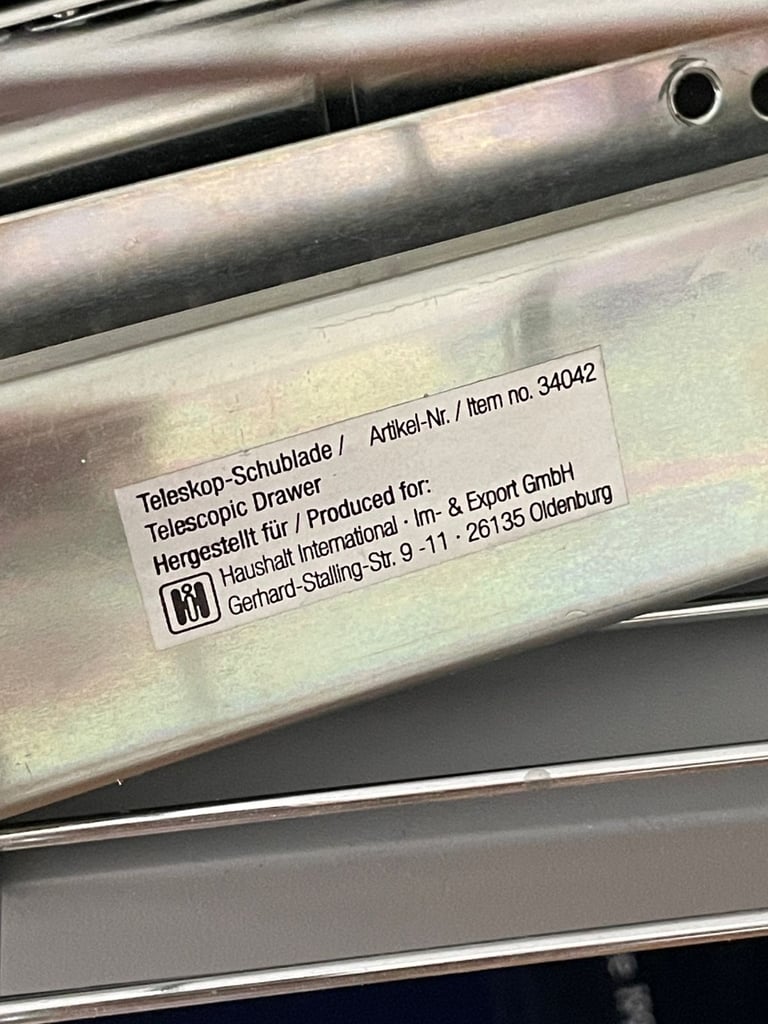 Teleskop-Schublade / Artikel-Nr. / Item no. 34042
Telescopic Drawer
Hergestellt für / Produced for:
Haushalt International · Im- & Export GmbH
Gerhard-Stalling-Str. 9 -11 · 26135 Oldenburg